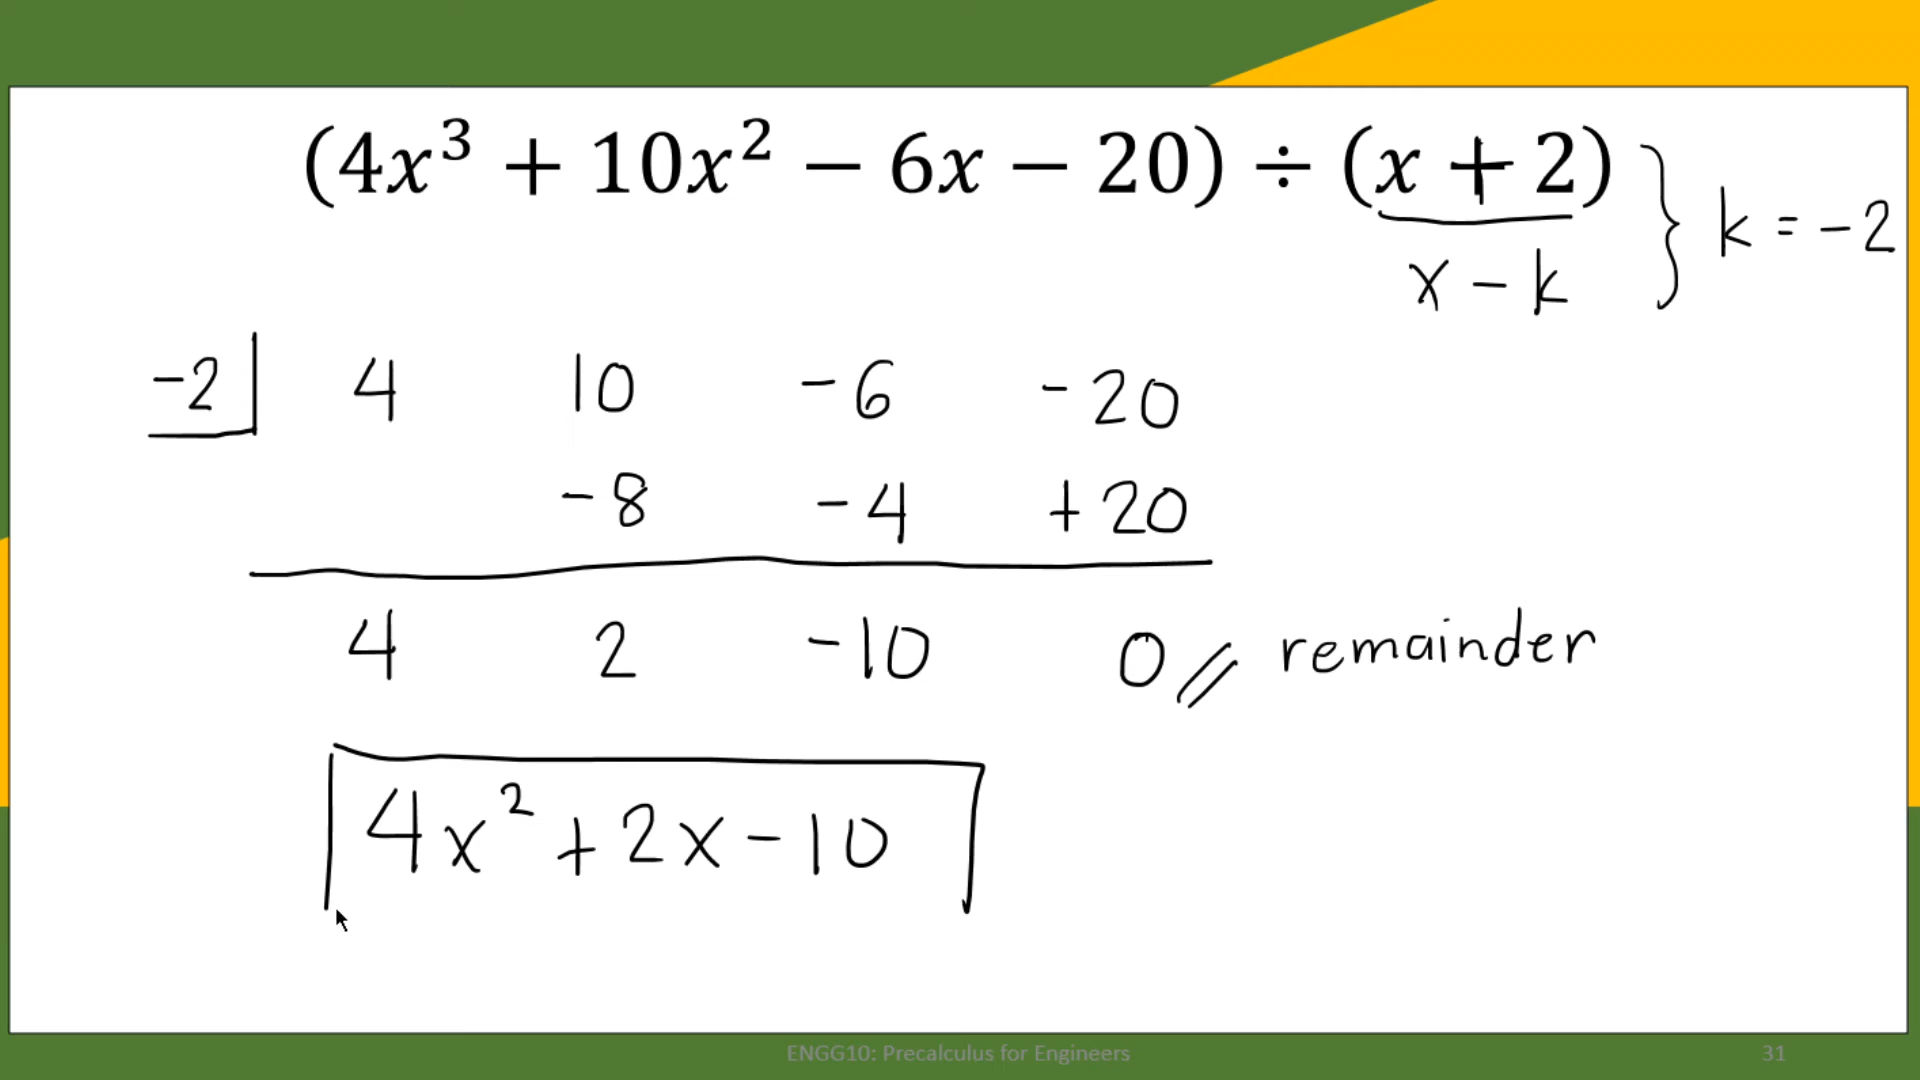 (4x³ + 10x² − 6x − 20) ÷ (x + 2)
k = -2
x - k
-2 4 10 -6 -20
-8 -4 +20
4 2 -10 0 remainder
4x² + 2x - 10
ENGG10: Precalculus for Engineers 31